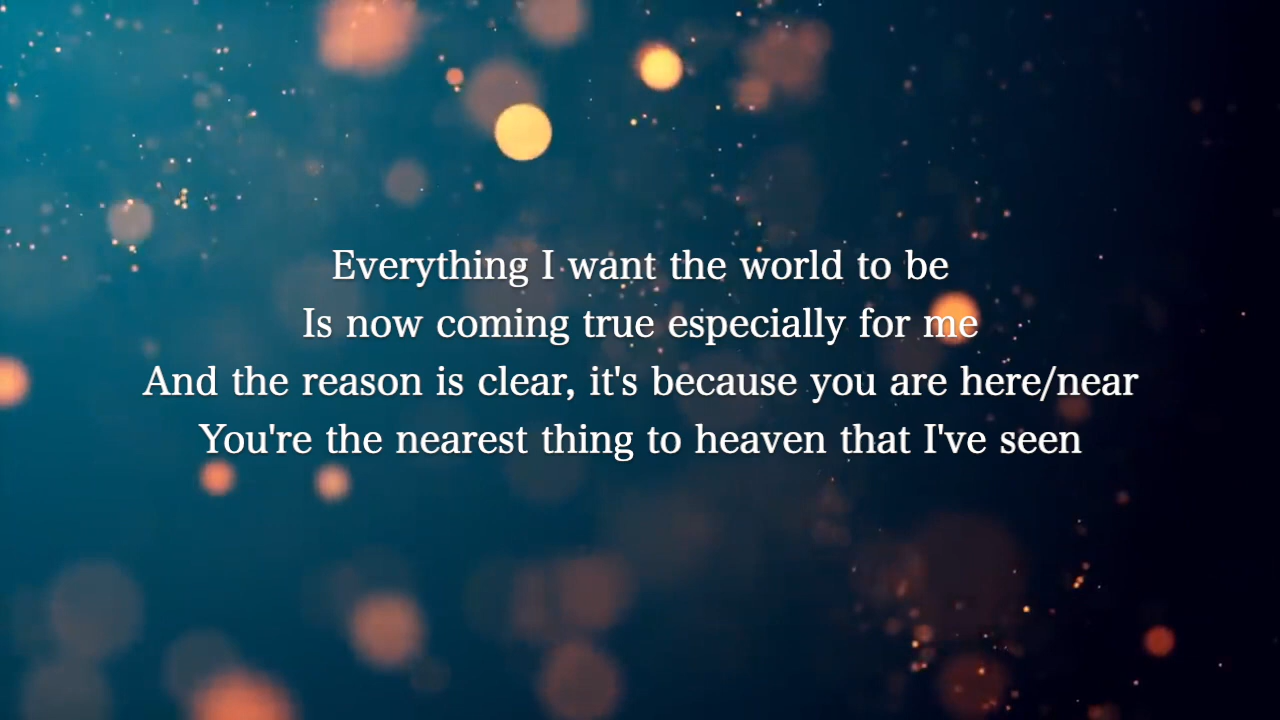 Everything I want the world to be
Is now coming true especially for me
And the reason is clear, it's because you are here/near
You're the nearest thing to heaven that I've seen